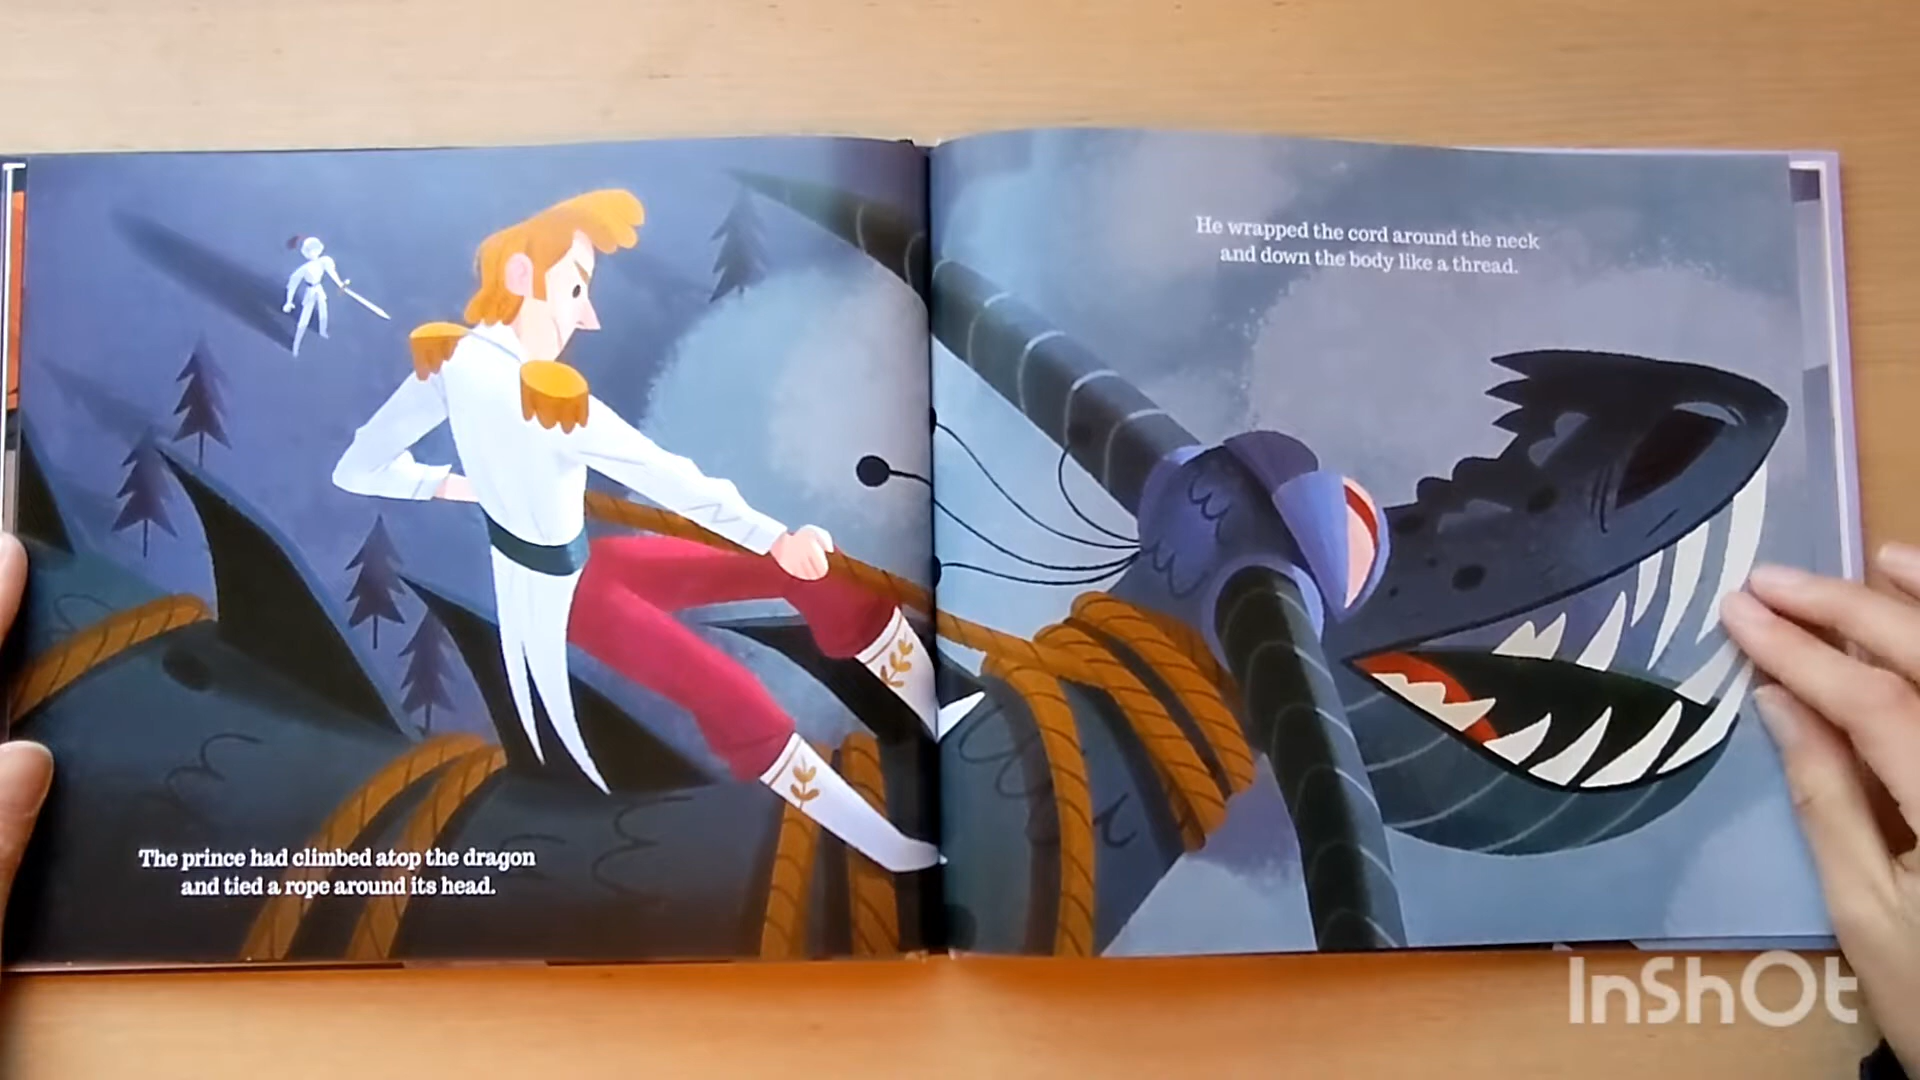 The prince had climbed atop the dragon
and tied a rope around its head.
He wrapped the cord around the neck
and down the body like a thread.
InShOt